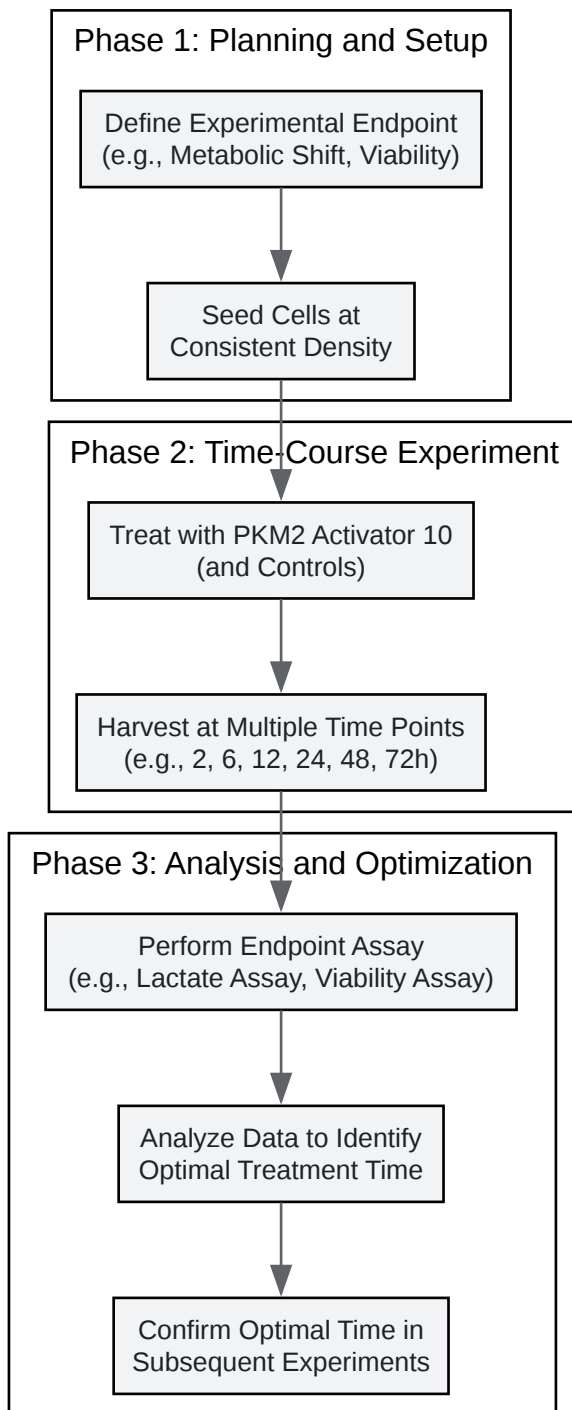 Phase 1: Planning and Setup
Define Experimental Endpoint
(e.g., Metabolic Shift, Viability)
Seed Cells at
Consistent Density
Phase 2: Time-Course Experiment
Treat with PKM2 Activator 10
(and Controls)
Harvest at Multiple Time Points
(e.g., 2, 6, 12, 24, 48, 72h)
Phase 3: Analysis and Optimization
Perform Endpoint Assay
(e.g., Lactate Assay, Viability Assay)
Analyze Data to Identify
Optimal Treatment Time
Confirm Optimal Time in
Subsequent Experiments